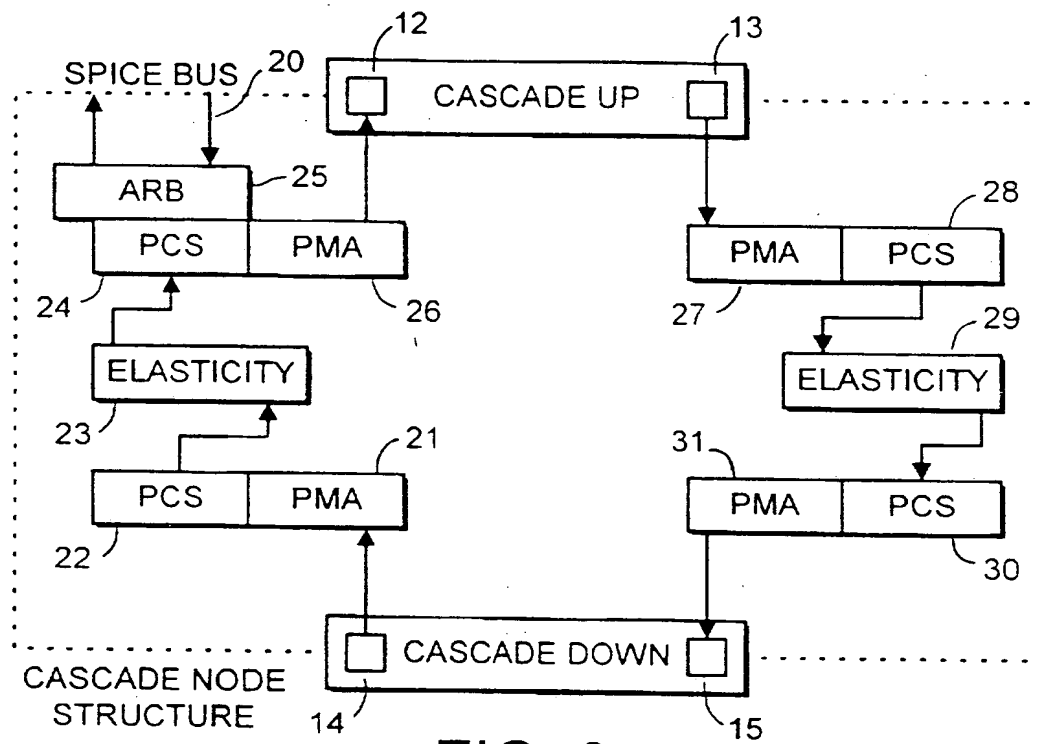 12
13
SPICE BUS
20
CASCADE UP
ARB
25
28
PCS
PMA
PMA
PCS
24
26
27
29
ELASTICITY
ELASTICITY
23
21
31
PCS
PMA
PMA
PCS
22
30
CASCADE DOWN
CASCADE NODE
STRUCTURE
14
15